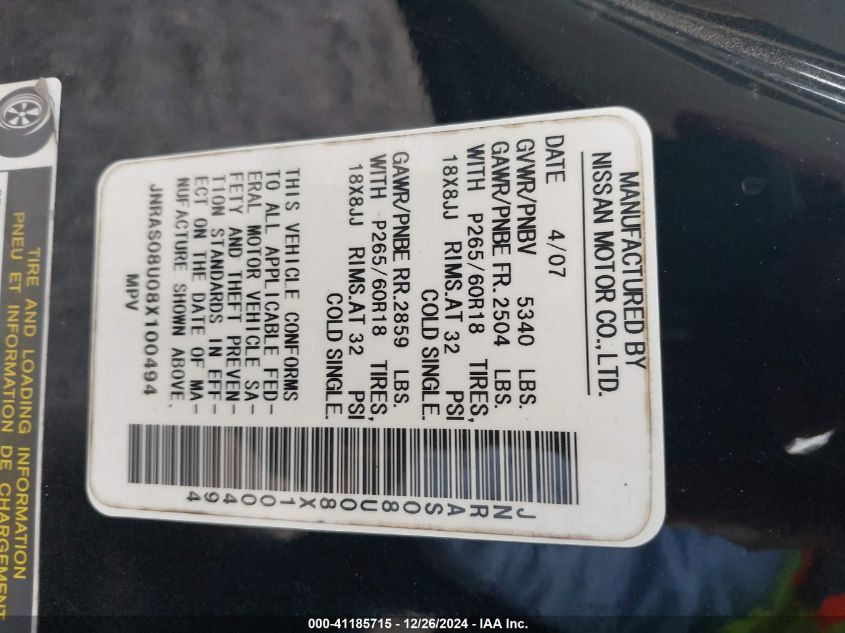 MANUFACTURED BY
NISSAN MOTOR CO., LTD.
DATE 4/07
GVWR/PNBV 5340 LBS.
GAWR/PNBE FR. 2504 LBS.
WITH P265/60R18 TIRES,
18X8JJ RIMS. AT 32 PSI
COLD SINGLE.
GAWR/PNBE RR. 2859 LBS.
WITH P265/60R18 TIRES,
18X8JJ RIMS. AT 32 PSI
COLD SINGLE.
THIS VEHICLE CONFORMS
TO ALL APPLICABLE FED-
ERAL MOTOR VEHICLE SA-
FETY AND THEFT PREVEN-
TION STANDARDS IN EFF-
ECT ON THE DATE OF MA-
NUFACTURE SHOWN ABOVE.
JNRAS08U08X100494
MPV
JNRAS08U08X100494
TIRE AND LOADING INFORMATION
PNEU ET INFORMATION DE CHARGEMENT
000-41185715 - 12/26/2024 - IAA Inc.